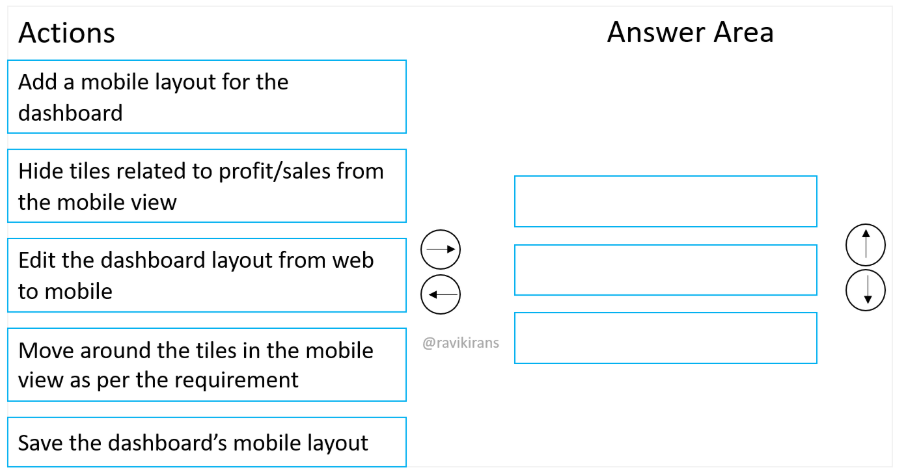 Actions
Answer Area
Add a mobile layout for the
dashboard
Hide tiles related to profit/sales from
the mobile view
Edit the dashboard layout from web
to mobile
Move around the tiles in the mobile
view as per the requirement
@ravikirans
Save the dashboard’s mobile layout